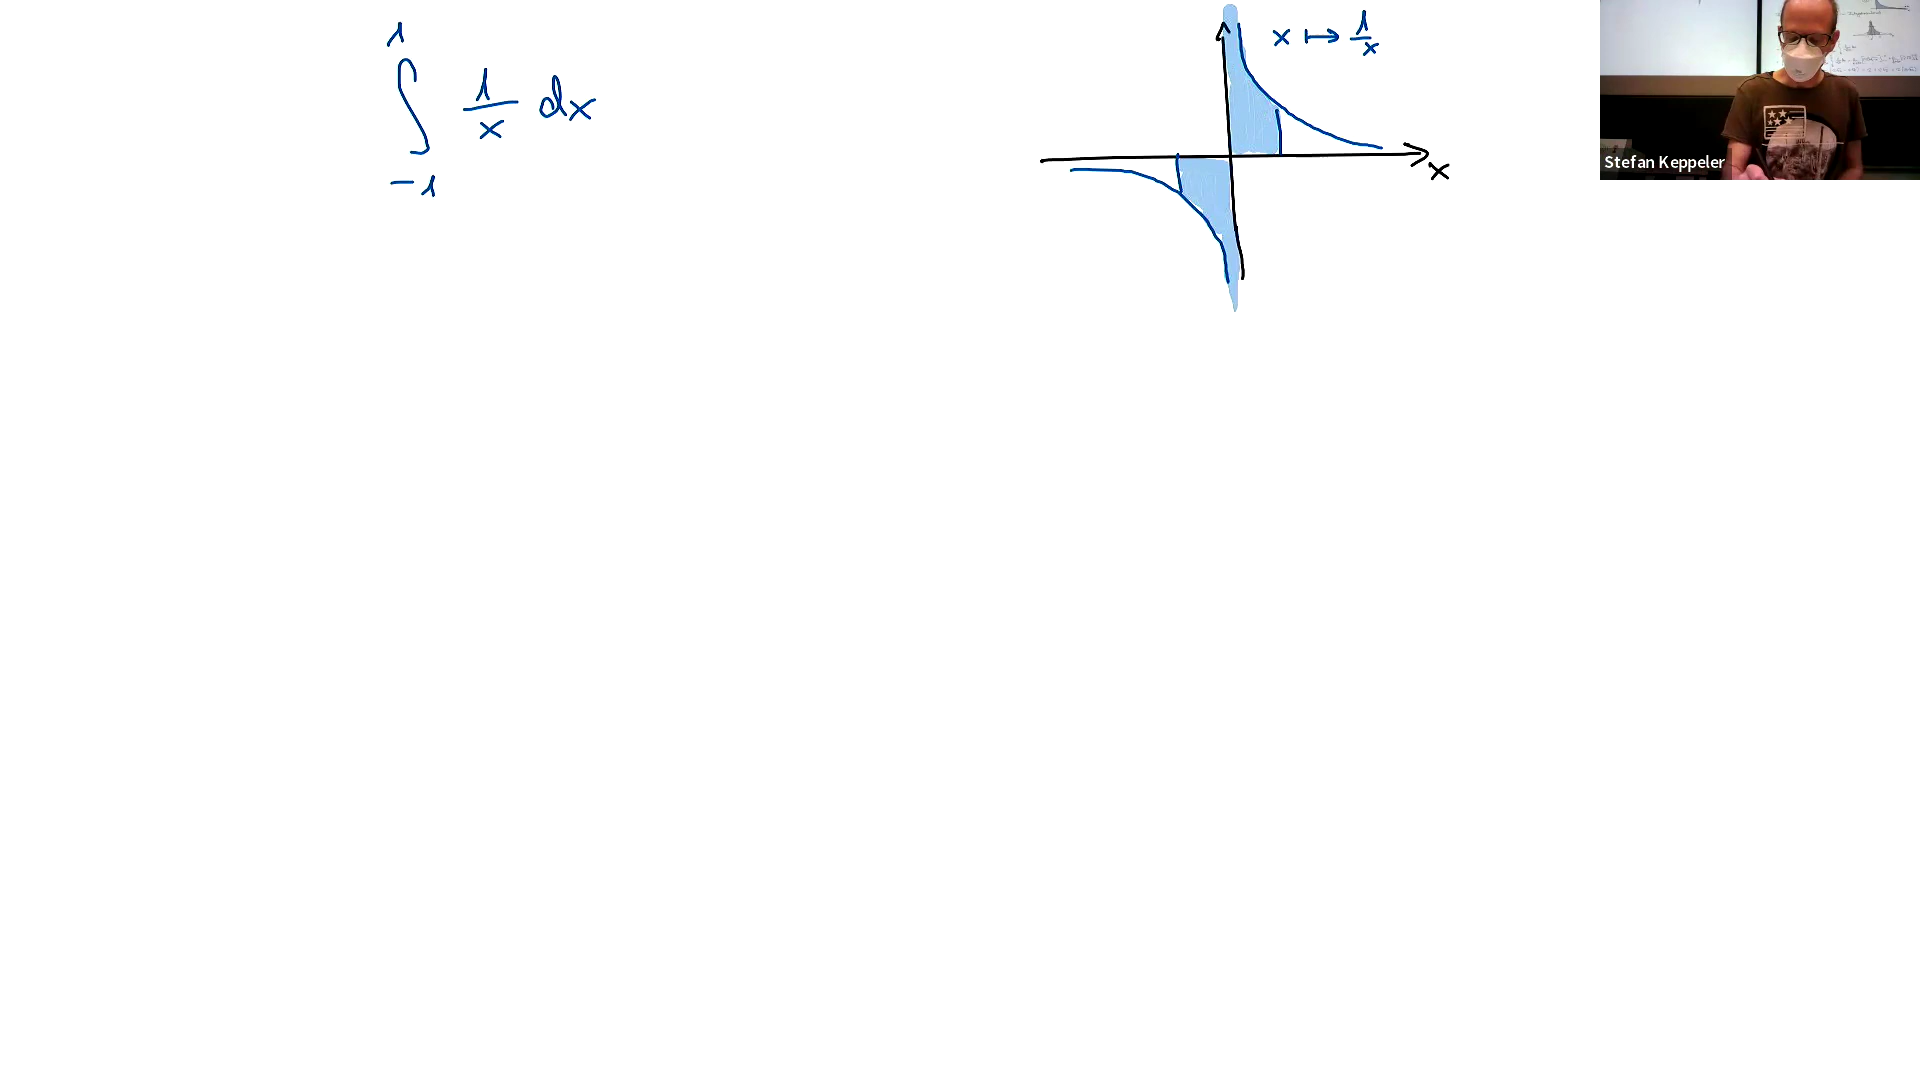 1
∫ 1/x dx
-1
x ↦ 1/x
x
Stefan Keppeler